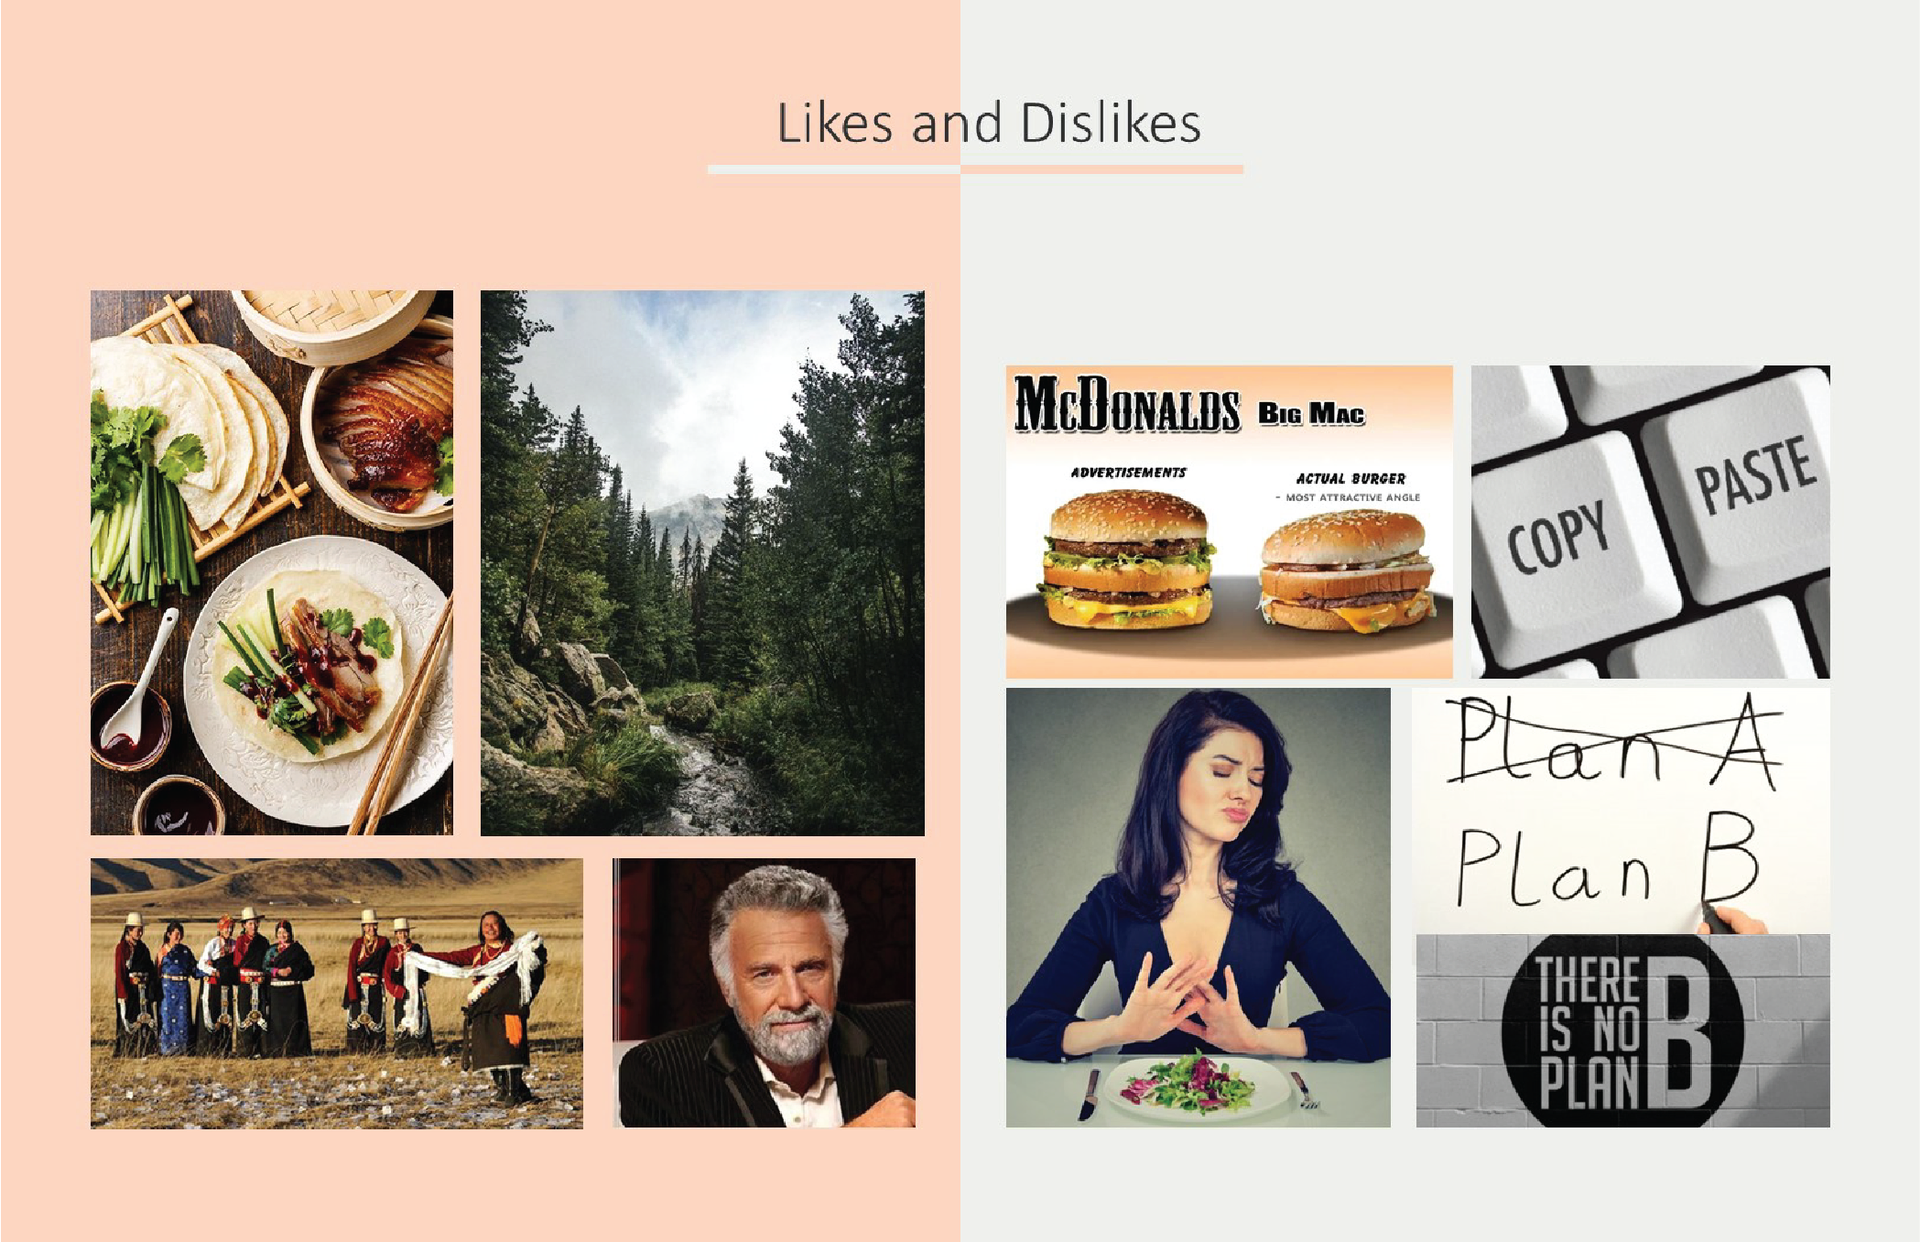 Likes and Dislikes
McDonalds Big Mac
ADVERTISEMENTS
ACTUAL BURGER
- MOST ATTRACTIVE ANGLE
COPY
PASTE
Plan A
Plan B
THERE
IS NO
PLAN B